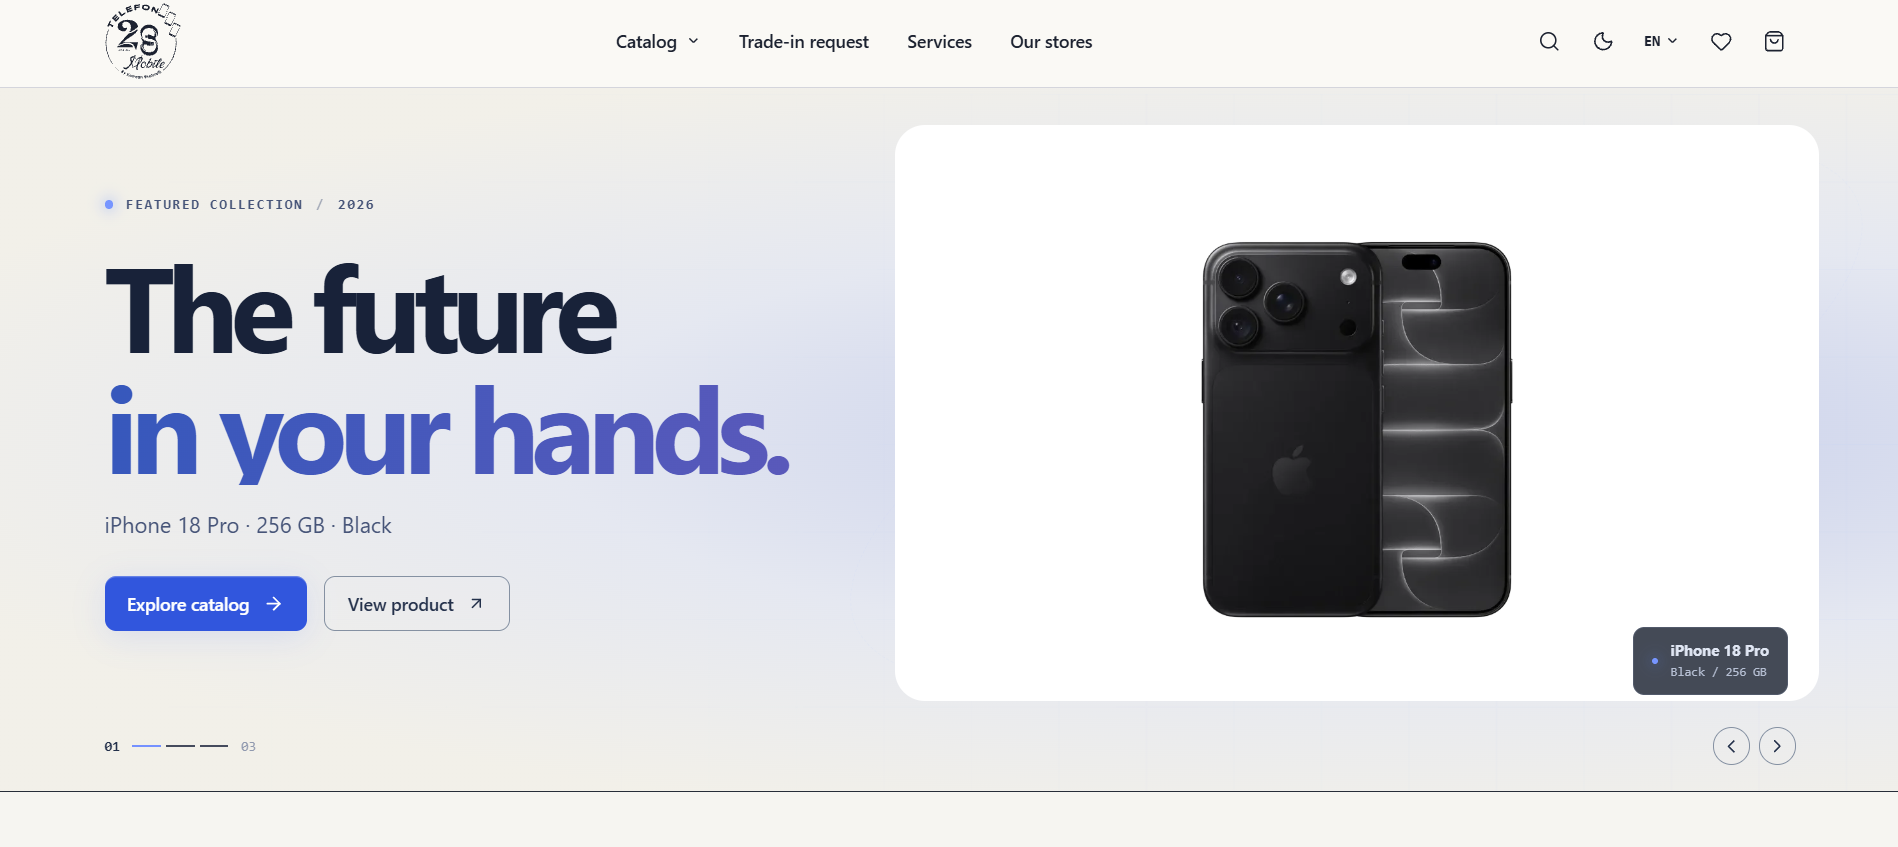 TELEFON
28
Mobile
Catalog
Trade-in request
Services
Our stores
EN
FEATURED COLLECTION / 2026
The future
in your hands.
iPhone 18 Pro · 256 GB · Black
Explore catalog
View product
iPhone 18 Pro
Black / 256 GB
01
03